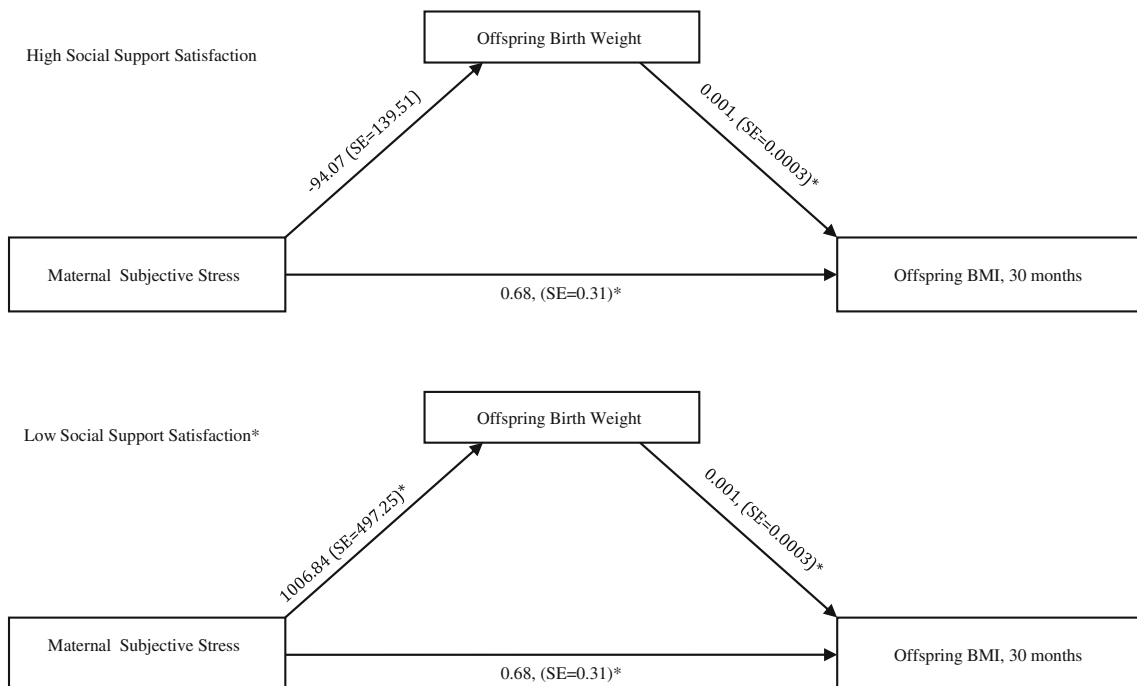 Offspring Birth Weight
High Social Support Satisfaction
-94.07 (SE=139.51)
0.001, (SE=0.0003)*
Maternal Subjective Stress
Offspring BMI, 30 months
0.68, (SE=0.31)*
Offspring Birth Weight
Low Social Support Satisfaction*
1006.84 (SE=497.25)*
0.001, (SE=0.0003)*
Maternal Subjective Stress
Offspring BMI, 30 months
0.68, (SE=0.31)*